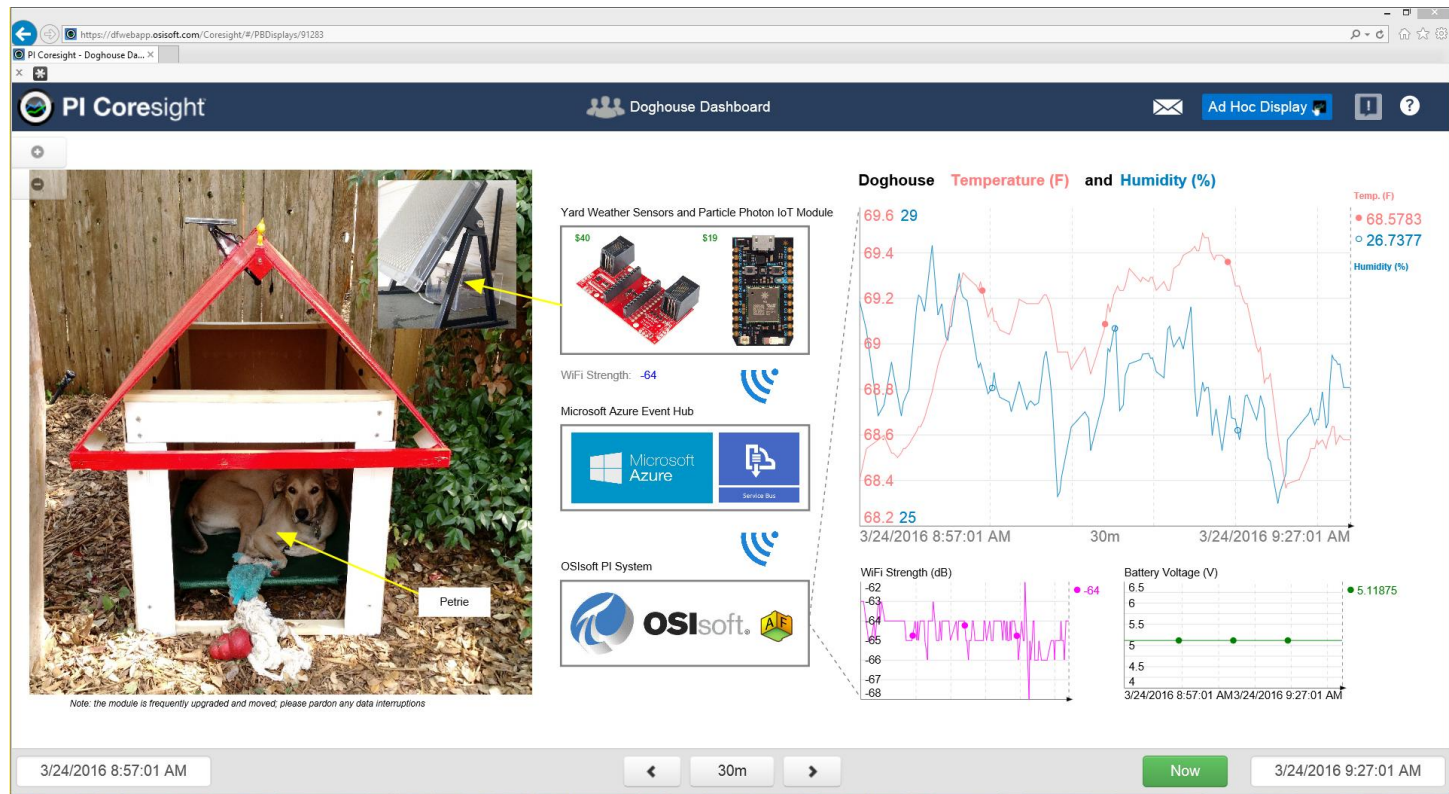 https://dfwebapp.osisoft.com/Coresight/#/PBDisplays/91283
PI Coresight - Doghouse Da...
PI Coresight
Doghouse Dashboard
Ad Hoc Display
Yard Weather Sensors and Particle Photon IoT Module
$40
$19
WiFi Strength: -64
Microsoft Azure Event Hub
Microsoft
Azure
Service Bus
OSIsoft PI System
OSIsoft.
AF
Petrie
Note: the module is frequently upgraded and moved; please pardon any data interruptions
Doghouse Temperature (F) and Humidity (%)
69.6 29
69.4
69.2
69
68.8
68.6
68.4
68.2 25
3/24/2016 8:57:01 AM
30m
3/24/2016 9:27:01 AM
Temp. (F)
68.5783
26.7377
Humidity (%)
WiFi Strength (dB)
-62
-63
-64
-65
-66
-67
-68
-64
Battery Voltage (V)
6.5
6
5.5
5
4.5
4
3/24/2016 8:57:01 AM
3/24/2016 9:27:01 AM
5.11875
3/24/2016 8:57:01 AM
30m
Now
3/24/2016 9:27:01 AM